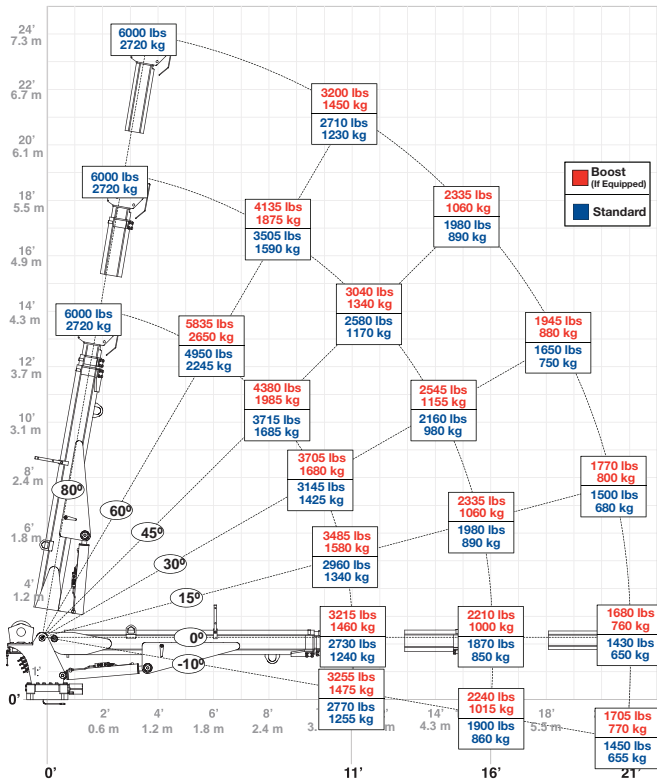 24'
7.3 m
6000 lbs
2720 kg
22'
6.7 m
3200 lbs
1450 kg
2710 lbs
1230 kg
20'
6.1 m
6000 lbs
2720 kg
Boost
(If Equipped)
Standard
18'
5.5 m
4135 lbs
1875 kg
3505 lbs
1590 kg
2335 lbs
1060 kg
1980 lbs
890 kg
16'
4.9 m
14'
4.3 m
6000 lbs
2720 kg
5835 lbs
2650 kg
4950 lbs
2245 kg
3040 lbs
1340 kg
2580 lbs
1170 kg
1945 lbs
880 kg
1650 lbs
750 kg
12'
3.7 m
4380 lbs
1985 kg
3715 lbs
1685 kg
2545 lbs
1155 kg
2160 lbs
980 kg
10'
3.1 m
8'
2.4 m
80º
3705 lbs
1680 kg
3145 lbs
1425 kg
1770 lbs
800 kg
1500 lbs
680 kg
60º
6'
1.8 m
45º
3485 lbs
1580 kg
2960 lbs
1340 kg
2335 lbs
1060 kg
1980 lbs
890 kg
30º
4'
1.2 m
15º
0º
3215 lbs
1460 kg
2730 lbs
1240 kg
2210 lbs
1000 kg
1870 lbs
850 kg
1680 lbs
760 kg
1430 lbs
650 kg
-10º
0'
3255 lbs
1475 kg
2770 lbs
1255 kg
2240 lbs
1015 kg
1900 lbs
860 kg
1705 lbs
770 kg
1450 lbs
655 kg
2' 4' 6' 8' 14' 18'
0.6 m 1.2 m 1.8 m 2.4 m 4.3 m 5.5 m
0' 11' 16' 21'